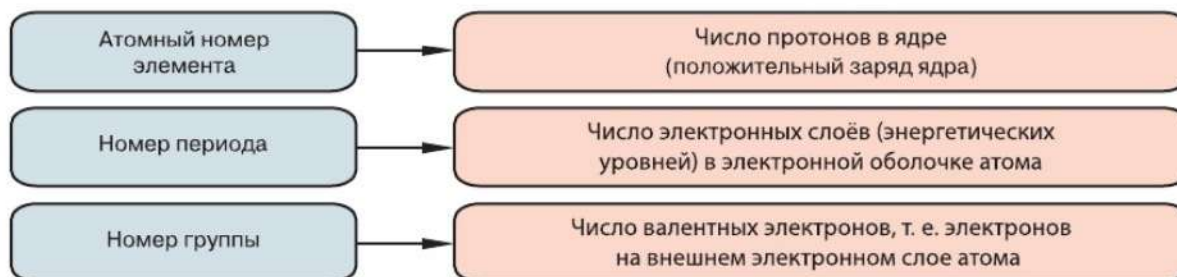 Атомный номер
элемента
Число протонов в ядре
(положительный заряд ядра)
Номер периода
Число электронных слоёв (энергетических
уровней) в электронной оболочке атома
Номер группы
Число валентных электронов, т. е. электронов
на внешнем электронном слое атома